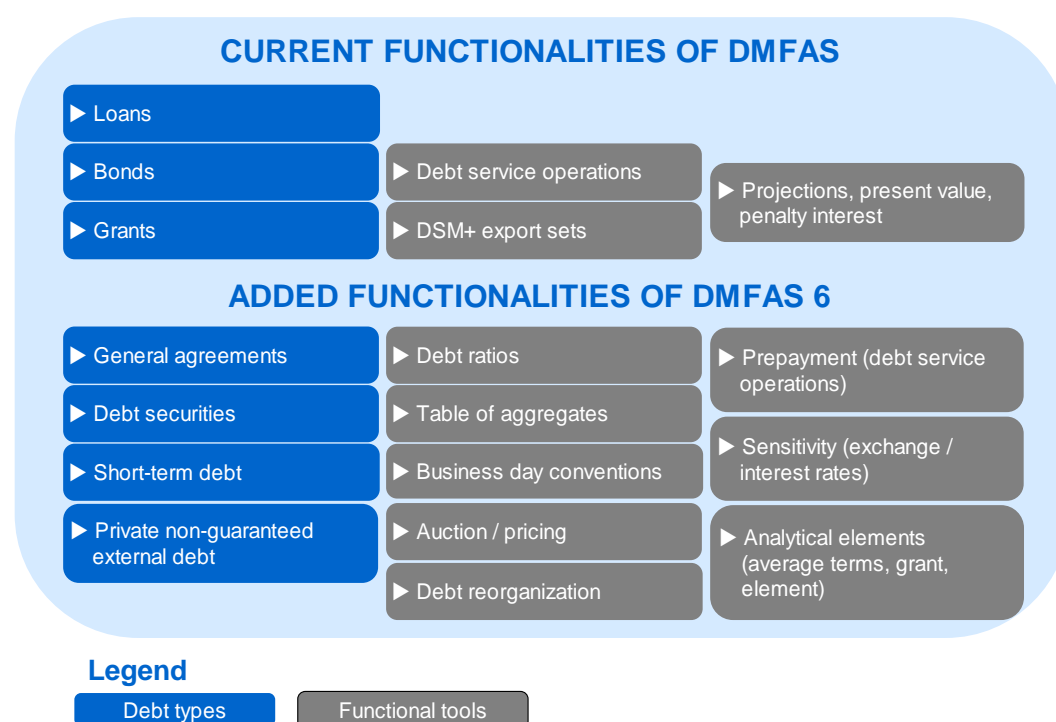 CURRENT FUNCTIONALITIES OF DMFAS
▶ Loans
▶ Bonds
▶ Grants
▶ Debt service operations
▶ DSM+ export sets
▶ Projections, present value,
penalty interest
ADDED FUNCTIONALITIES OF DMFAS 6
▶ General agreements
▶ Debt securities
▶ Short-term debt
▶ Private non-guaranteed
external debt
▶ Debt ratios
▶ Table of aggregates
▶ Business day conventions
▶ Auction / pricing
▶ Debt reorganization
▶ Prepayment (debt service
operations)
▶ Sensitivity (exchange /
interest rates)
▶ Analytical elements
(average terms, grant,
element)
Legend
Debt types
Functional tools